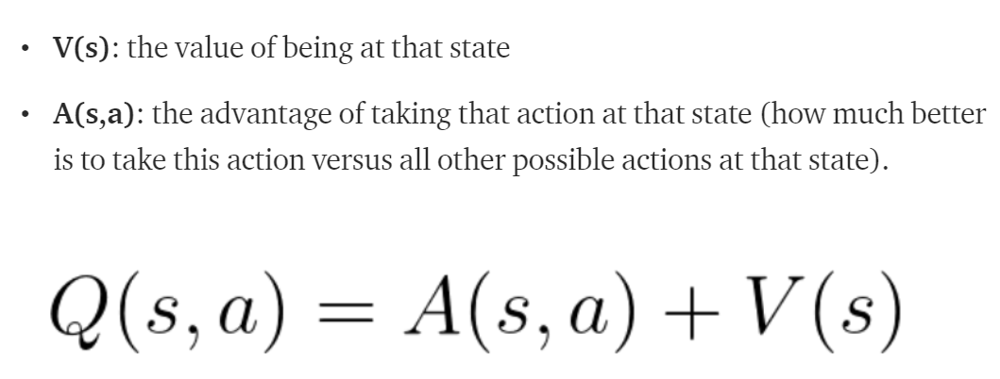 • V(s): the value of being at that state
• A(s,a): the advantage of taking that action at that state (how much better
is to take this action versus all other possible actions at that state).
Q(s, a) = A(s, a) + V(s)